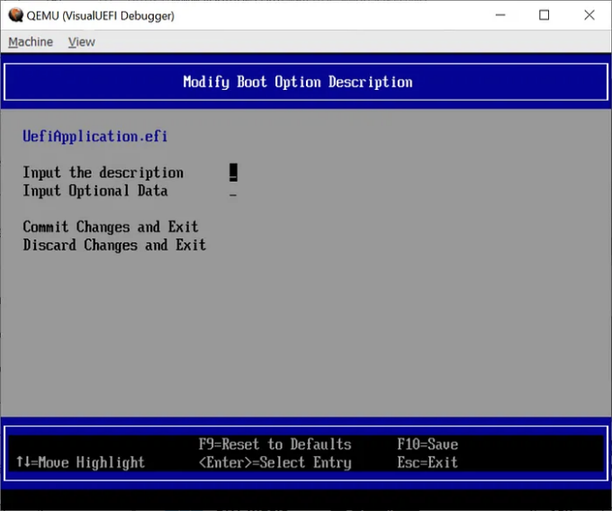 QEMU (VisualUEFI Debugger)
Machine View
Modify Boot Option Description
UefiApplication.efi
Input the description _
Input Optional Data _
Commit Changes and Exit
Discard Changes and Exit
F9=Reset to Defaults F10=Save
↑↓=Move Highlight <Enter>=Select Entry Esc=Exit